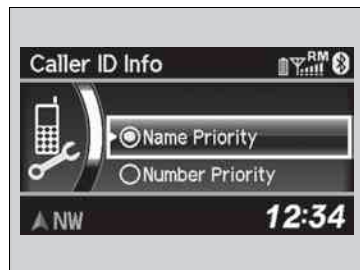 Caller ID Info
RM
Name Priority
Number Priority
NW
12:34